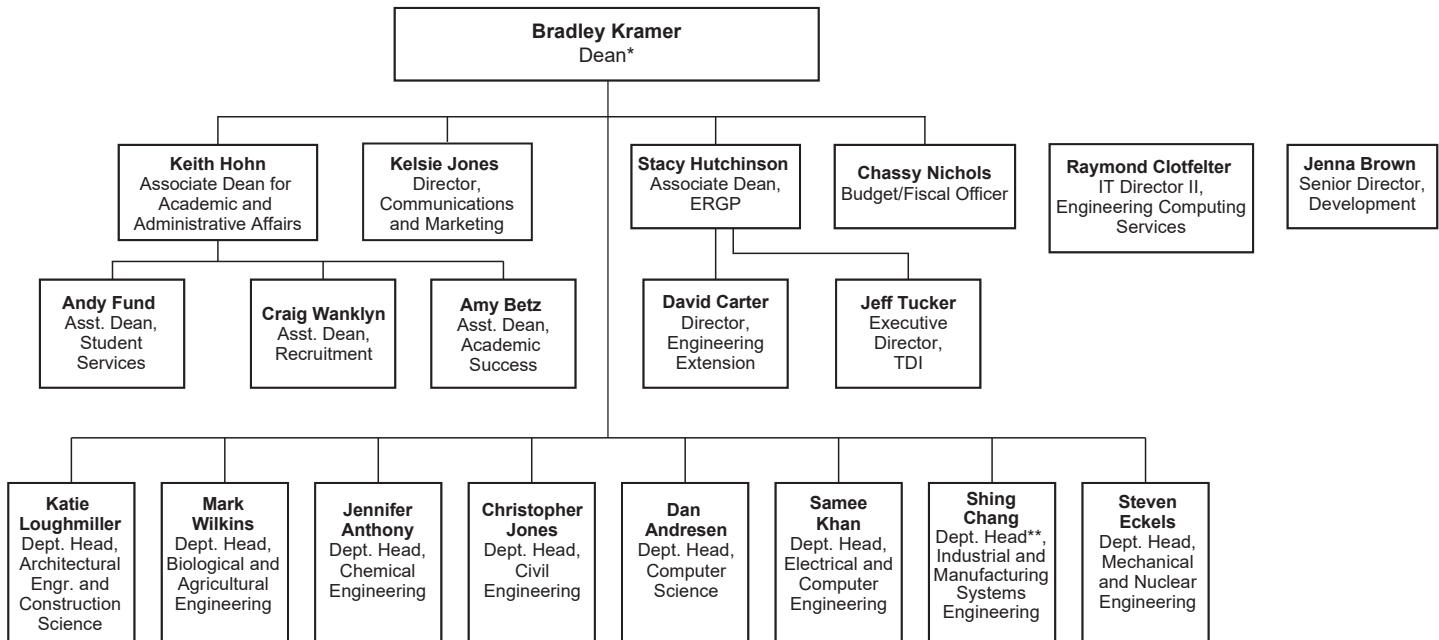 Bradley Kramer
Dean*
Keith Hohn
Associate Dean for
Academic and
Administrative Affairs
Kelsie Jones
Director,
Communications
and Marketing
Stacy Hutchinson
Associate Dean,
ERGP
Chassy Nichols
Budget/Fiscal Officer
Raymond Clotfelter
IT Director II,
Engineering Computing
Services
Jenna Brown
Senior Director,
Development
Andy Fund
Asst. Dean,
Student
Services
Craig Wanklyn
Asst. Dean,
Recruitment
Amy Betz
Asst. Dean,
Academic
Success
David Carter
Director,
Engineering
Extension
Jeff Tucker
Executive
Director,
TDI
Katie
Loughmiller
Dept. Head,
Architectural
Engr. and
Construction
Science
Mark
Wilkins
Dept. Head,
Biological and
Agricultural
Engineering
Jennifer
Anthony
Dept. Head,
Chemical
Engineering
Christopher
Jones
Dept. Head,
Civil
Engineering
Dan
Andresen
Dept. Head,
Computer
Science
Samee
Khan
Dept. Head,
Electrical and
Computer
Engineering
Shing
Chang
Dept. Head**,
Industrial and
Manufacturing
Systems
Engineering
Steven
Eckels
Dept. Head,
Mechanical
and Nuclear
Engineering